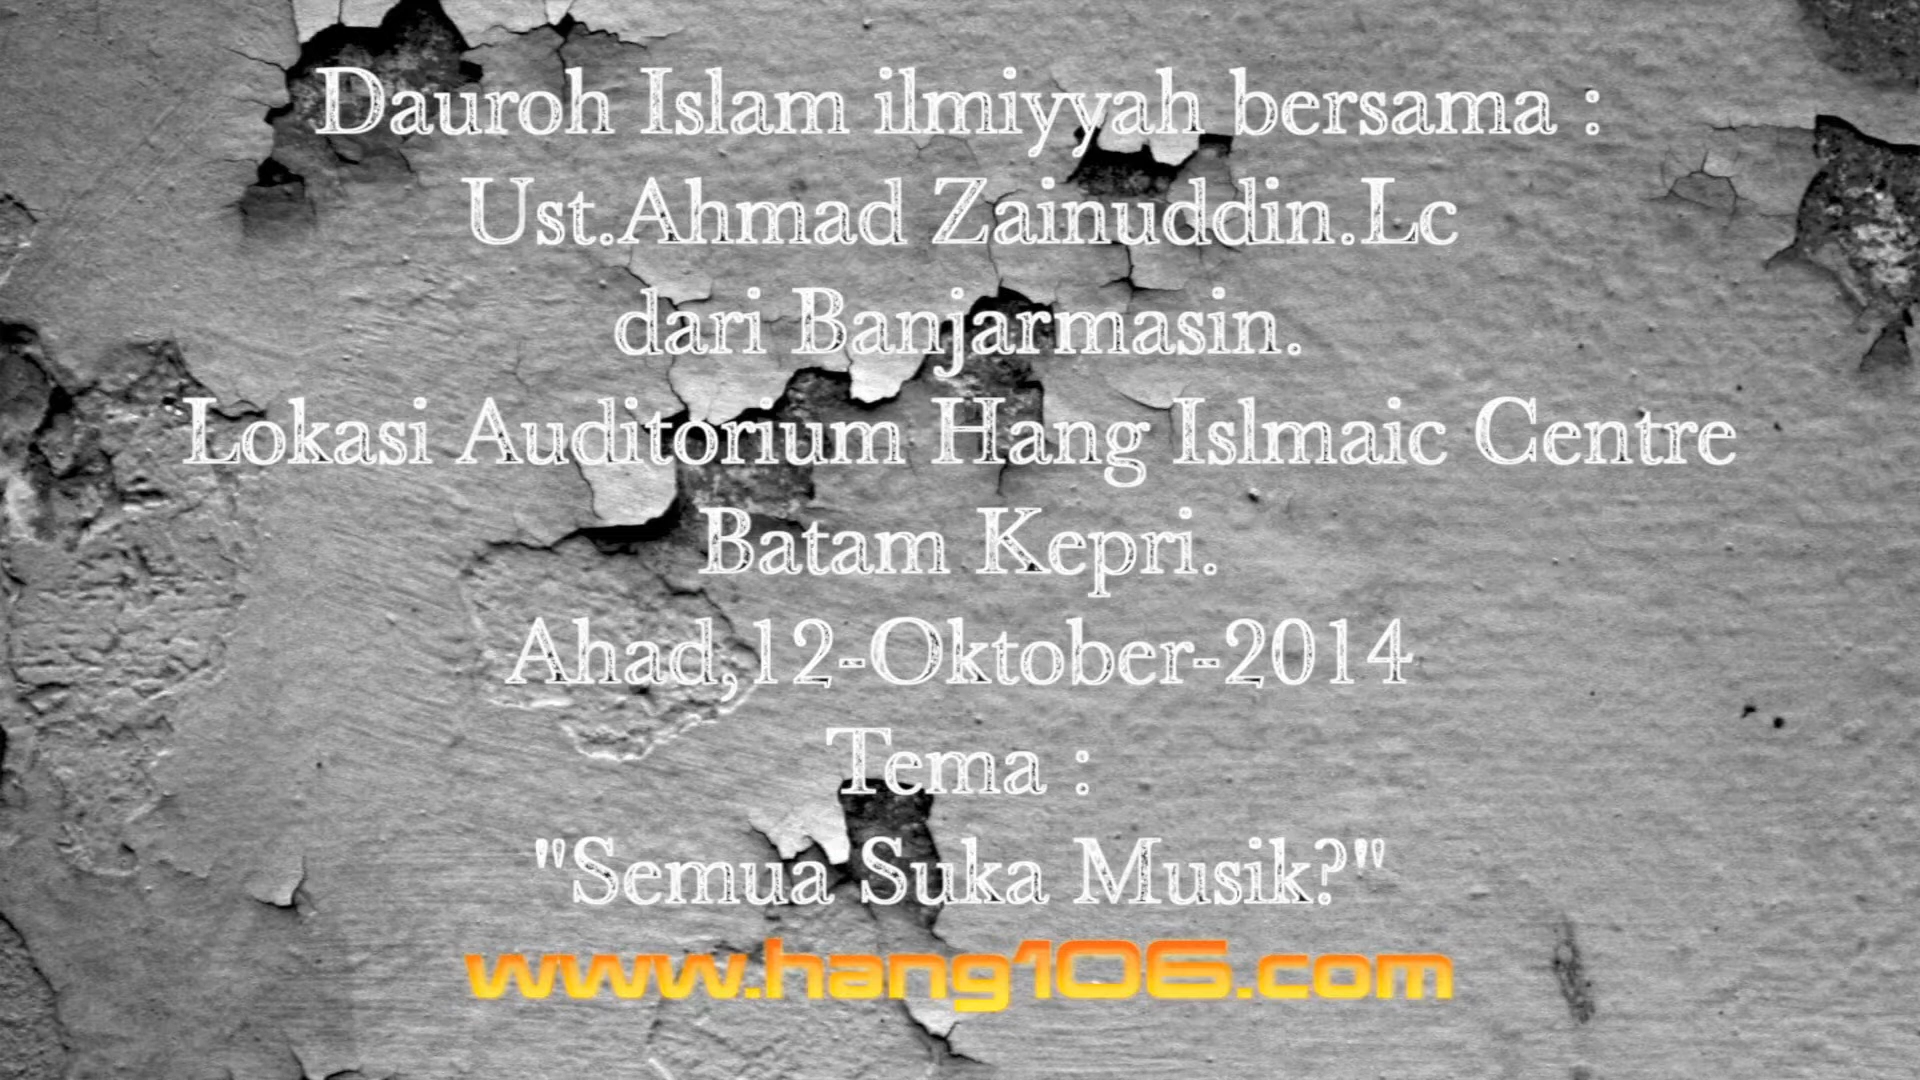 Dauroh Islam ilmiyyah bersama :
Ust.Ahmad Zainuddin.Lc
dari Banjarmasin.
Lokasi Auditorium Hang Islmaic Centre
Batam Kepri.
Ahad,12-Oktober-2014
Tema :
"Semua Suka Musik?"
www.hang106.com